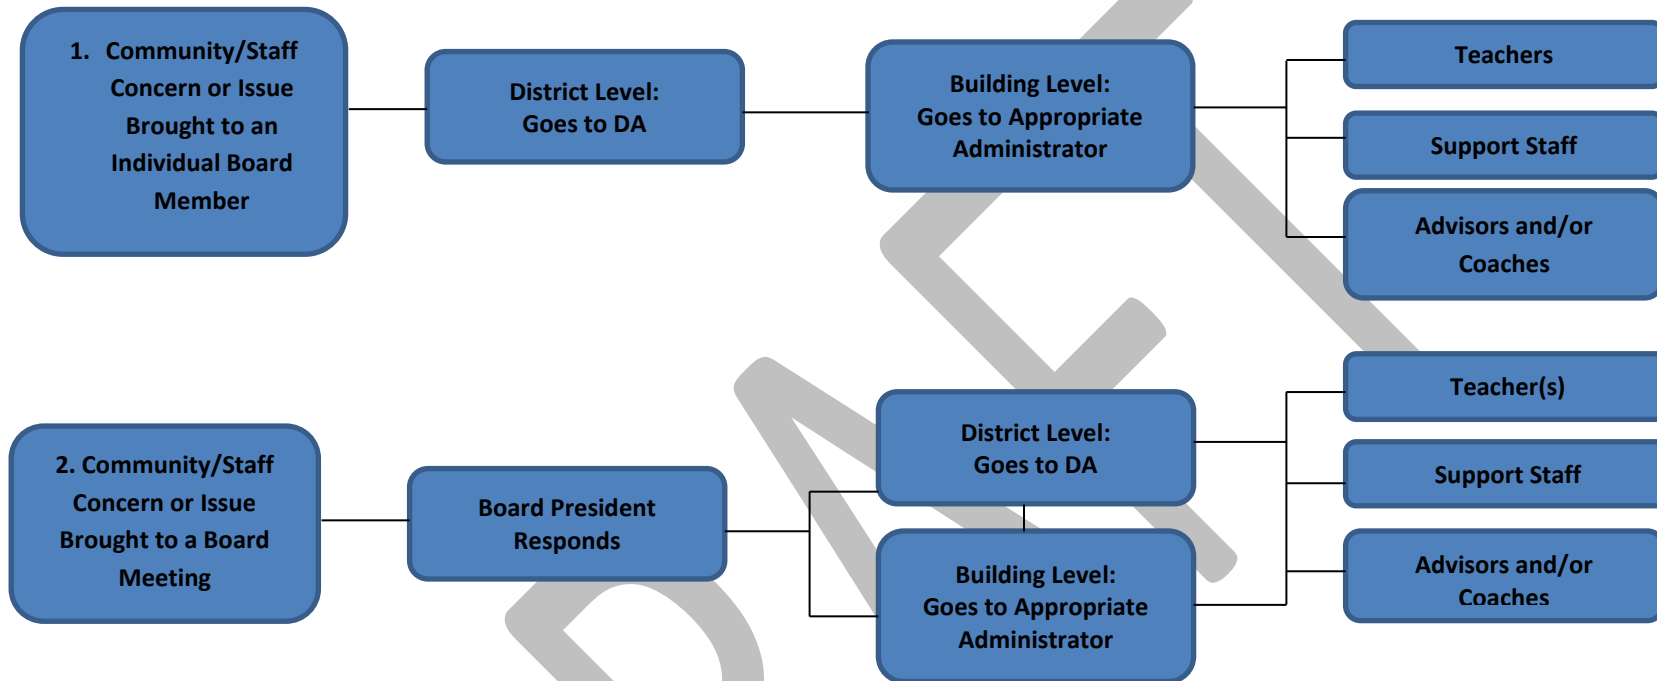 1. Community/Staff
Concern or Issue
Brought to an
Individual Board
Member
District Level:
Goes to DA
Building Level:
Goes to Appropriate
Administrator
Teachers
Support Staff
Advisors and/or
Coaches
2. Community/Staff
Concern or Issue
Brought to a Board
Meeting
Board President
Responds
District Level:
Goes to DA
Building Level:
Goes to Appropriate
Administrator
Teacher(s)
Support Staff
Advisors and/or
Coaches